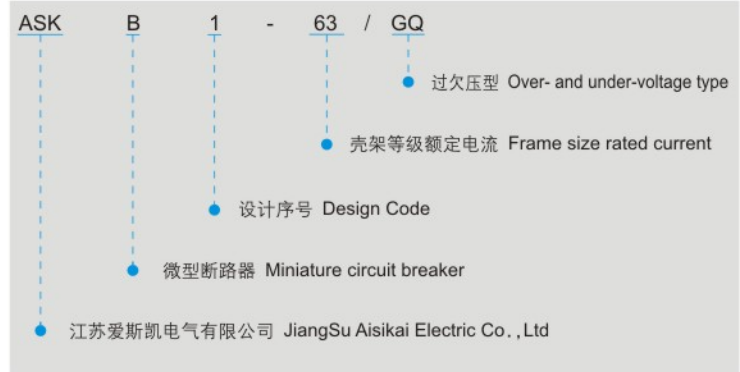 ASK B 1 - 63 / GQ
过欠压型 Over- and under-voltage type
壳架等级额定电流 Frame size rated current
设计序号 Design Code
微型断路器 Miniature circuit breaker
江苏爱斯凯电气有限公司 JiangSu Aisikai Electric Co.,Ltd